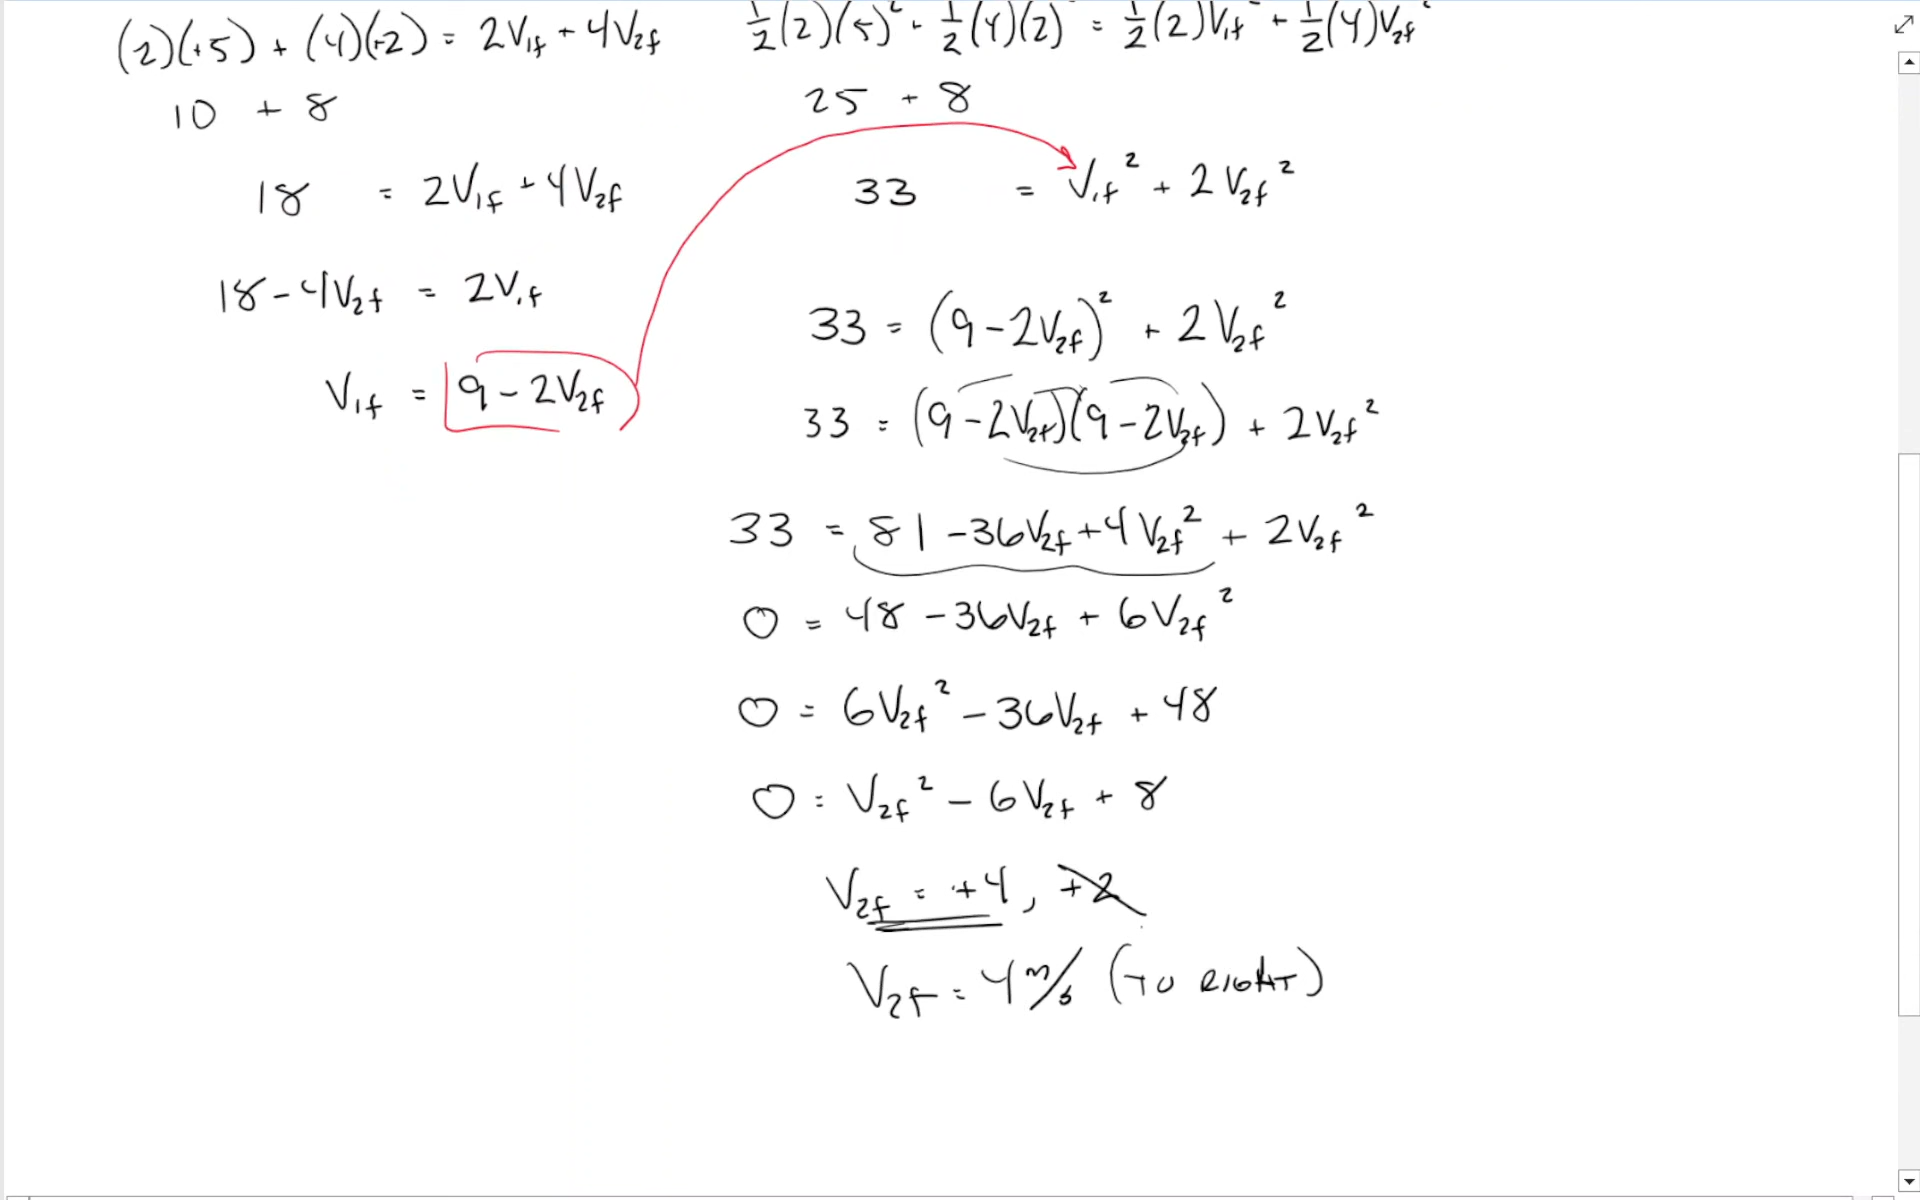 (2)(+5) + (4)(+2) = 2V₁f + 4V₂f
10 + 8
18 = 2V₁f + 4V₂f
18 - 4V₂f = 2V₁f
V₁f = 9 - 2V₂f
½(2)(5)² + ½(4)(2)² = ½(2)V₁f² + ½(4)V₂f²
25 + 8
33 = V₁f² + 2V₂f²
33 = (9 - 2V₂f)² + 2V₂f²
33 = (9 - 2V₂f)(9 - 2V₂f) + 2V₂f²
33 = 81 - 36V₂f + 4V₂f² + 2V₂f²
0 = 48 - 36V₂f + 6V₂f²
0 = 6V₂f² - 36V₂f + 48
0 = V₂f² - 6V₂f + 8
V₂f = +4, +2
V₂f = 4 m/s (TO RIGHT)